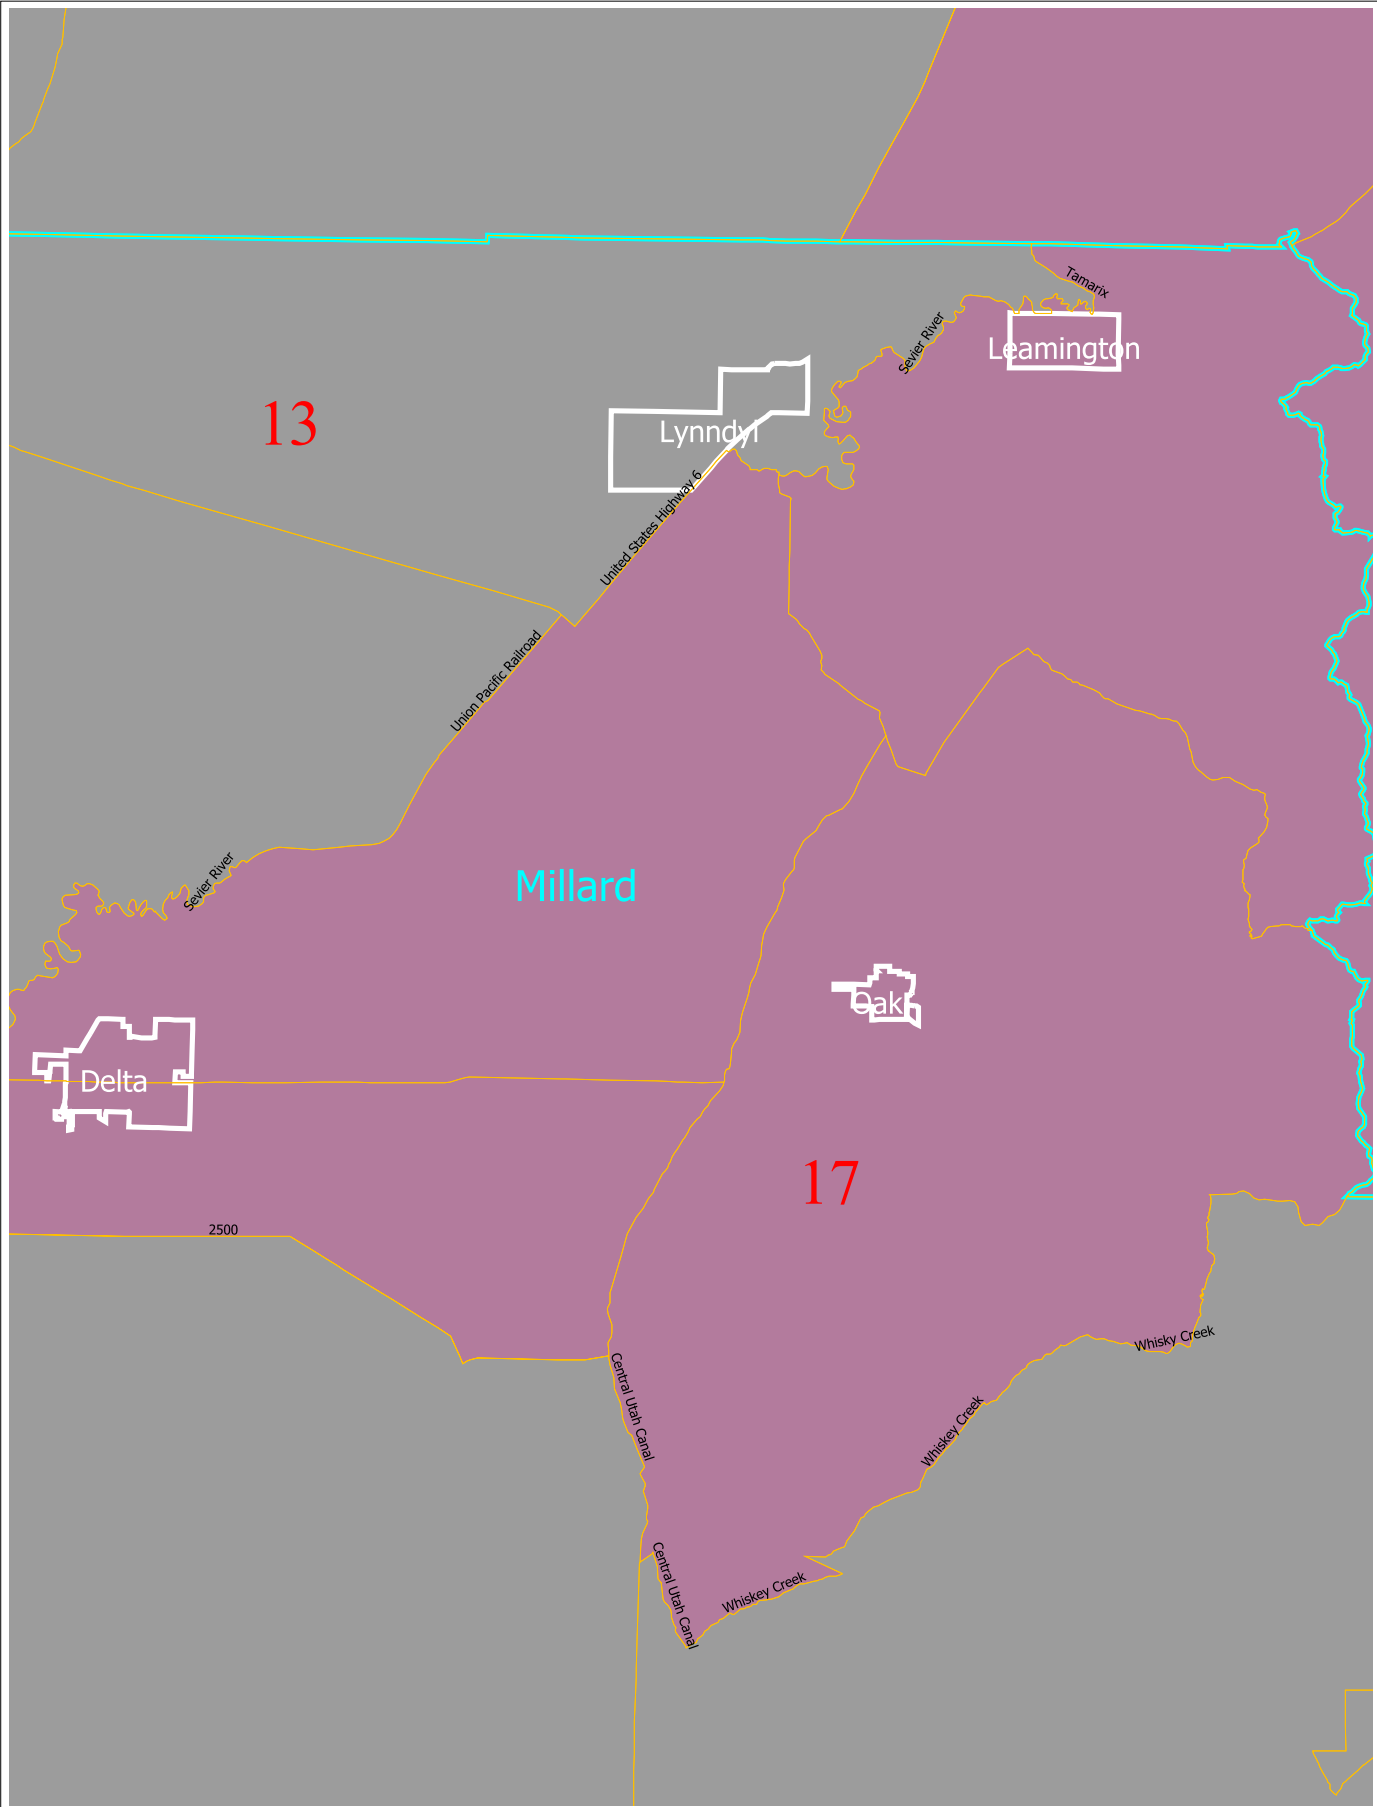 Tamarix
Sevier River
Leamington
13
Lynndyl
United States Highway 6
Union Pacific Railroad
Sevier River
Millard
Oak
Delta
17
2500
Whisky Creek
Central Utah Canal
Whiskey Creek
Central Utah Canal
Whiskey Creek